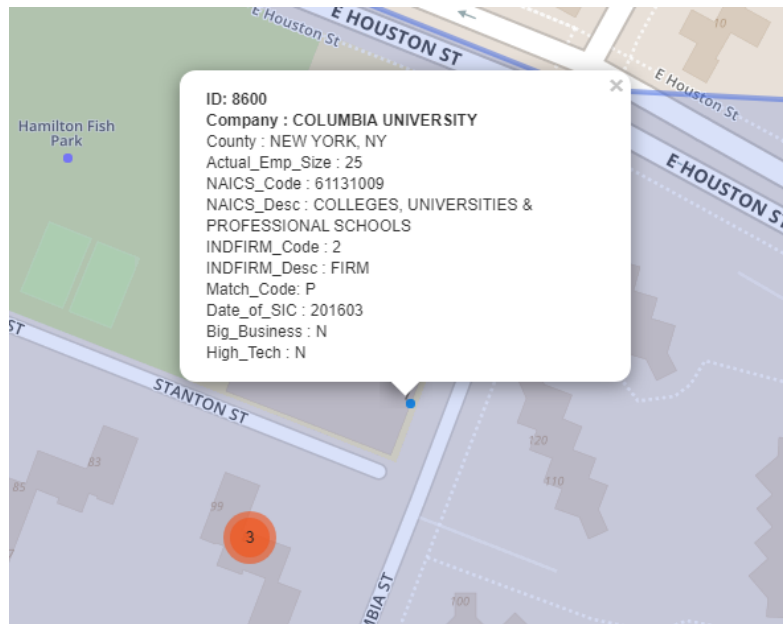 E Houston St
E HOUSTON ST
10
E Houston St
×
ID: 8600
Company : COLUMBIA UNIVERSITY
County : NEW YORK, NY
Actual_Emp_Size : 25
NAICS_Code : 61131009
NAICS_Desc : COLLEGES, UNIVERSITIES &
PROFESSIONAL SCHOOLS
INDFIRM_Code : 2
INDFIRM_Desc : FIRM
Match_Code: P
Date_of_SIC : 201603
Big_Business : N
High_Tech : N
Hamilton Fish
Park
E HOUSTON ST
ST
STANTON ST
120
110
83
85
99
3
MBIA ST
100